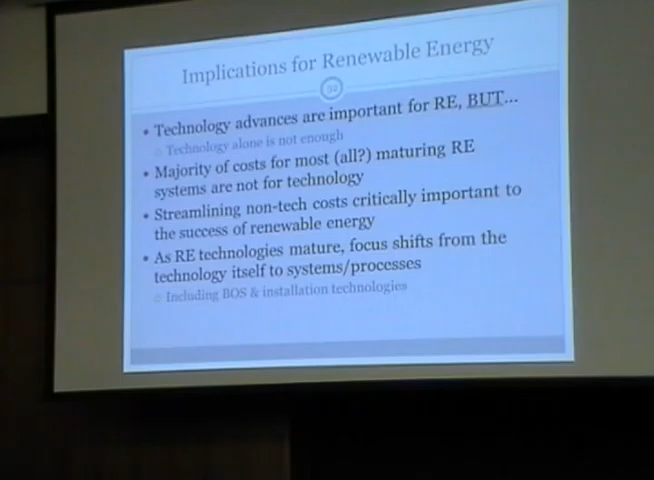 Implications for Renewable Energy
32
• Technology advances are important for RE, BUT...
○ Technology alone is not enough
• Majority of costs for most (all?) maturing RE
systems are not for technology
• Streamlining non-tech costs critically important to
the success of renewable energy
• As RE technologies mature, focus shifts from the
technology itself to systems/processes
○ Including BOS & installation technologies